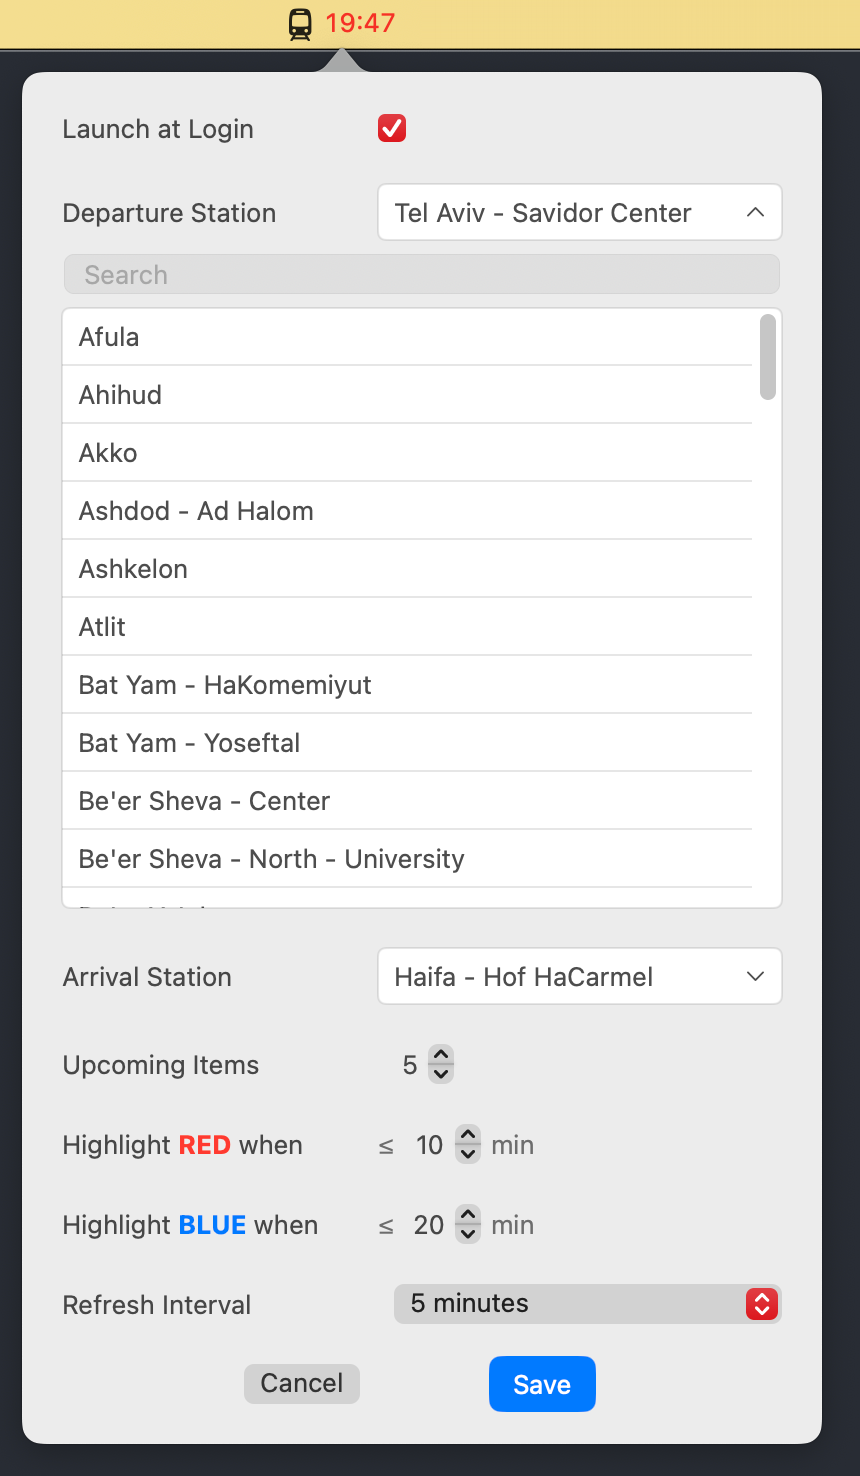 19:47
Launch at Login
Departure Station Tel Aviv - Savidor Center
Search
Afula
Ahihud
Akko
Ashdod - Ad Halom
Ashkelon
Atlit
Bat Yam - HaKomemiyut
Bat Yam - Yoseftal
Be'er Sheva - Center
Be'er Sheva - North - University
Arrival Station Haifa - Hof HaCarmel
Upcoming Items 5
Highlight RED when ≤ 10 min
Highlight BLUE when ≤ 20 min
Refresh Interval 5 minutes
Cancel Save